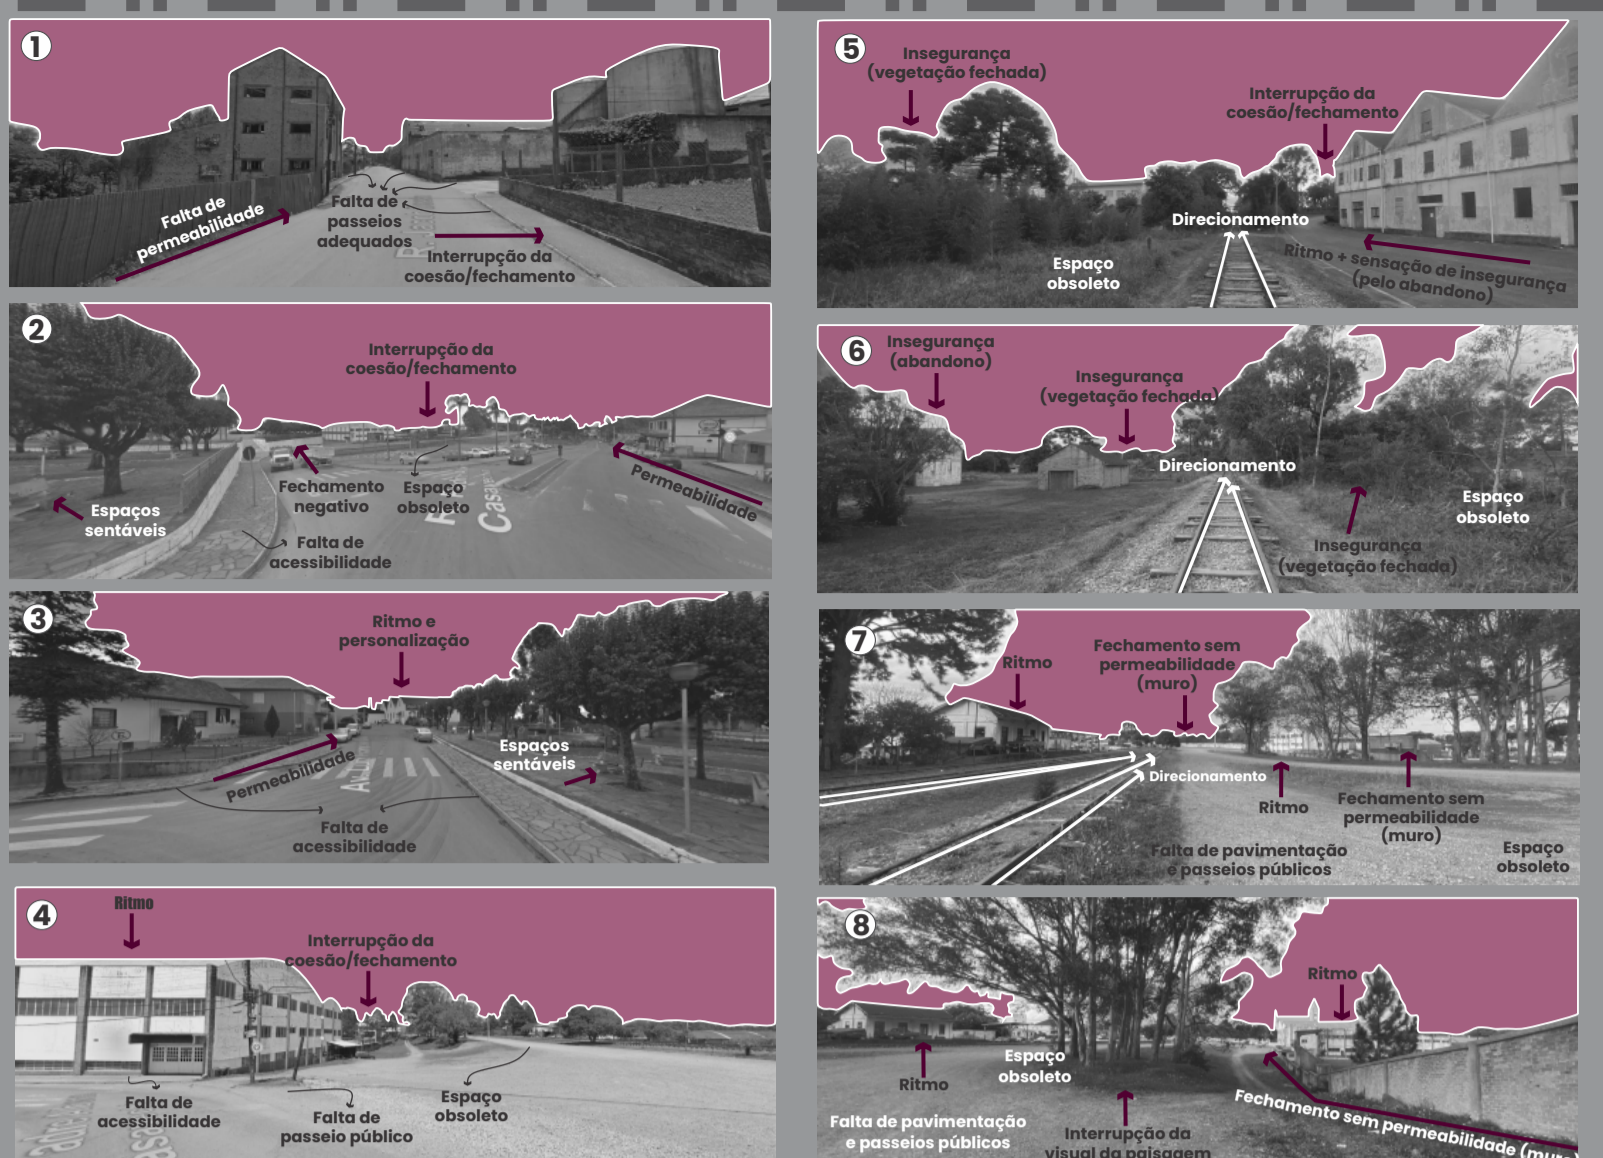 1
Falta de
permeabilidade
Falta de
passeios
adequados
Interrupção da
coesão/fechamento
2
Interrupção da
coesão/fechamento
Fechamento
negativo
Espaço
obsoleto
Permeabilidade
Espaços
sentáveis
Falta de
acessibilidade
3
Ritmo e
personalização
Permeabilidade
Espaços
sentáveis
Falta de
acessibilidade
4
Ritmo
Interrupção da
coesão/fechamento
Falta de
acessibilidade
Falta de
passeio público
Espaço
obsoleto
5
Insegurança
(vegetação fechada)
Interrupção da
coesão/fechamento
Direcionamento
Espaço
obsoleto
Ritmo + sensação de insegurança
(pelo abandono)
6
Insegurança
(abandono)
Insegurança
(vegetação fechada)
Direcionamento
Espaço
obsoleto
Insegurança
(vegetação fechada)
7
Ritmo
Fechamento sem
permeabilidade
(muro)
Direcionamento
Ritmo
Fechamento sem
permeabilidade
(muro)
Falta de pavimentação
e passeios públicos
Espaço
obsoleto
8
Ritmo
Ritmo
Espaço
obsoleto
Falta de pavimentação
e passeios públicos
Interrupção da
visual da paisagem
Fechamento sem permeabilidade (muro)